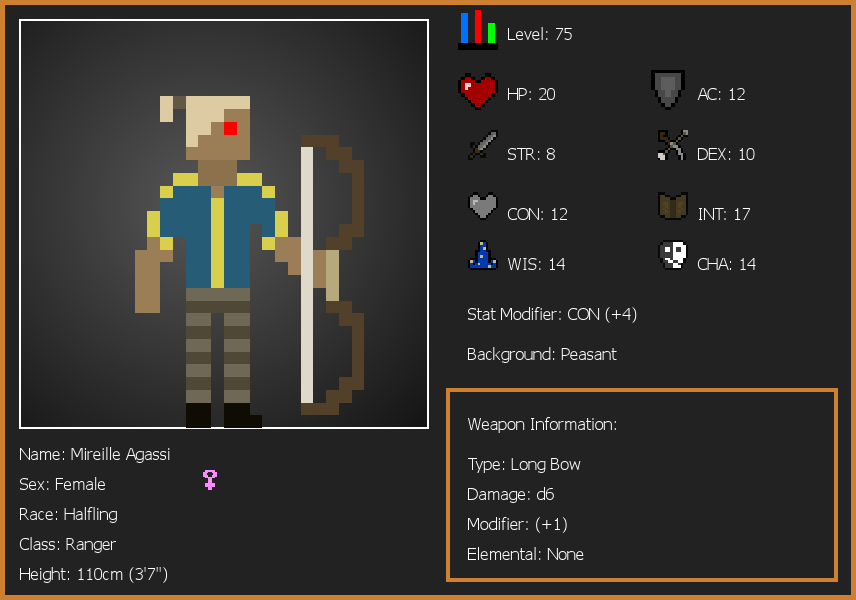 Level: 75
HP: 20
AC: 12
STR: 8
DEX: 10
CON: 12
INT: 17
WIS: 14
CHA: 14
Stat Modifier: CON (+4)
Background: Peasant
Weapon Information:
Type: Long Bow
Damage: d6
Modifier: (+1)
Elemental: None
Name: Mireille Agassi
Sex: Female
Race: Halfling
Class: Ranger
Height: 110cm (3'7")